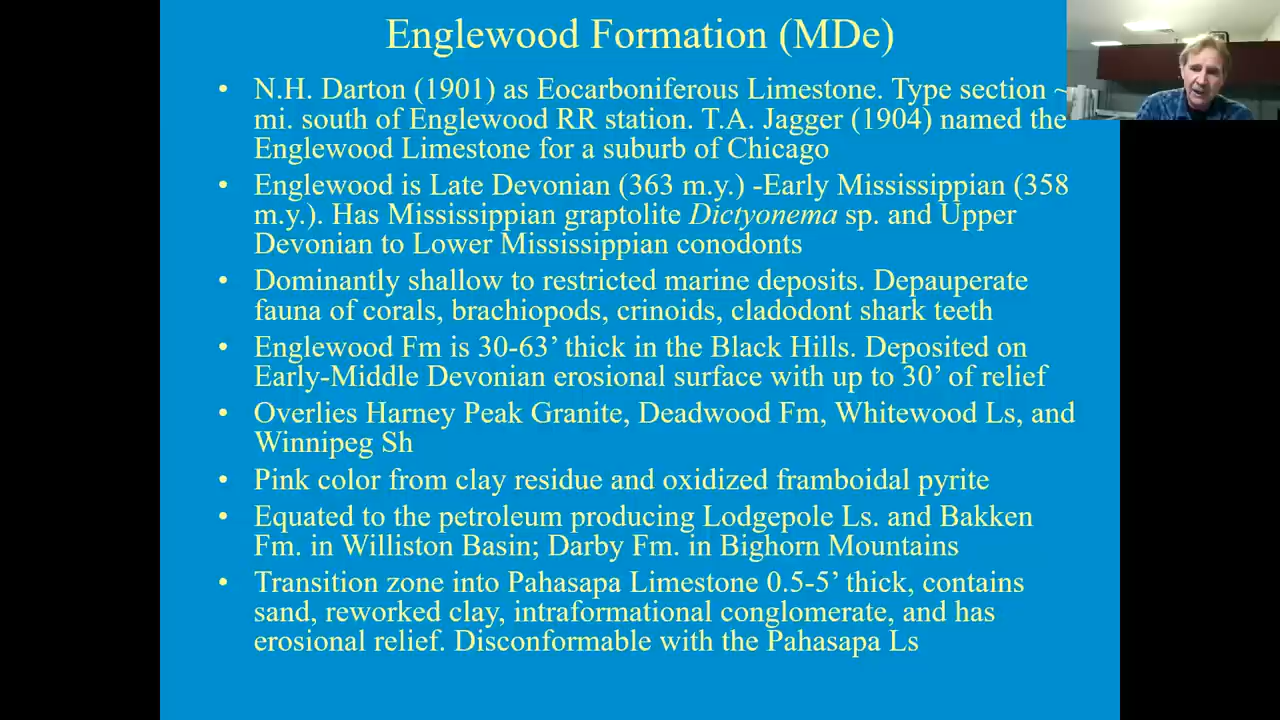 Englewood Formation (MDe)
• N.H. Darton (1901) as Eocarboniferous Limestone. Type section ~
mi. south of Englewood RR station. T.A. Jagger (1904) named the
Englewood Limestone for a suburb of Chicago
• Englewood is Late Devonian (363 m.y.) -Early Mississippian (358
m.y.). Has Mississippian graptolite Dictyonema sp. and Upper
Devonian to Lower Mississippian conodonts
• Dominantly shallow to restricted marine deposits. Depauperate
fauna of corals, brachiopods, crinoids, cladodont shark teeth
• Englewood Fm is 30-63’ thick in the Black Hills. Deposited on
Early-Middle Devonian erosional surface with up to 30’ of relief
• Overlies Harney Peak Granite, Deadwood Fm, Whitewood Ls, and
Winnipeg Sh
• Pink color from clay residue and oxidized framboidal pyrite
• Equated to the petroleum producing Lodgepole Ls. and Bakken
Fm. in Williston Basin; Darby Fm. in Bighorn Mountains
• Transition zone into Pahasapa Limestone 0.5-5’ thick, contains
sand, reworked clay, intraformational conglomerate, and has
erosional relief. Disconformable with the Pahasapa Ls